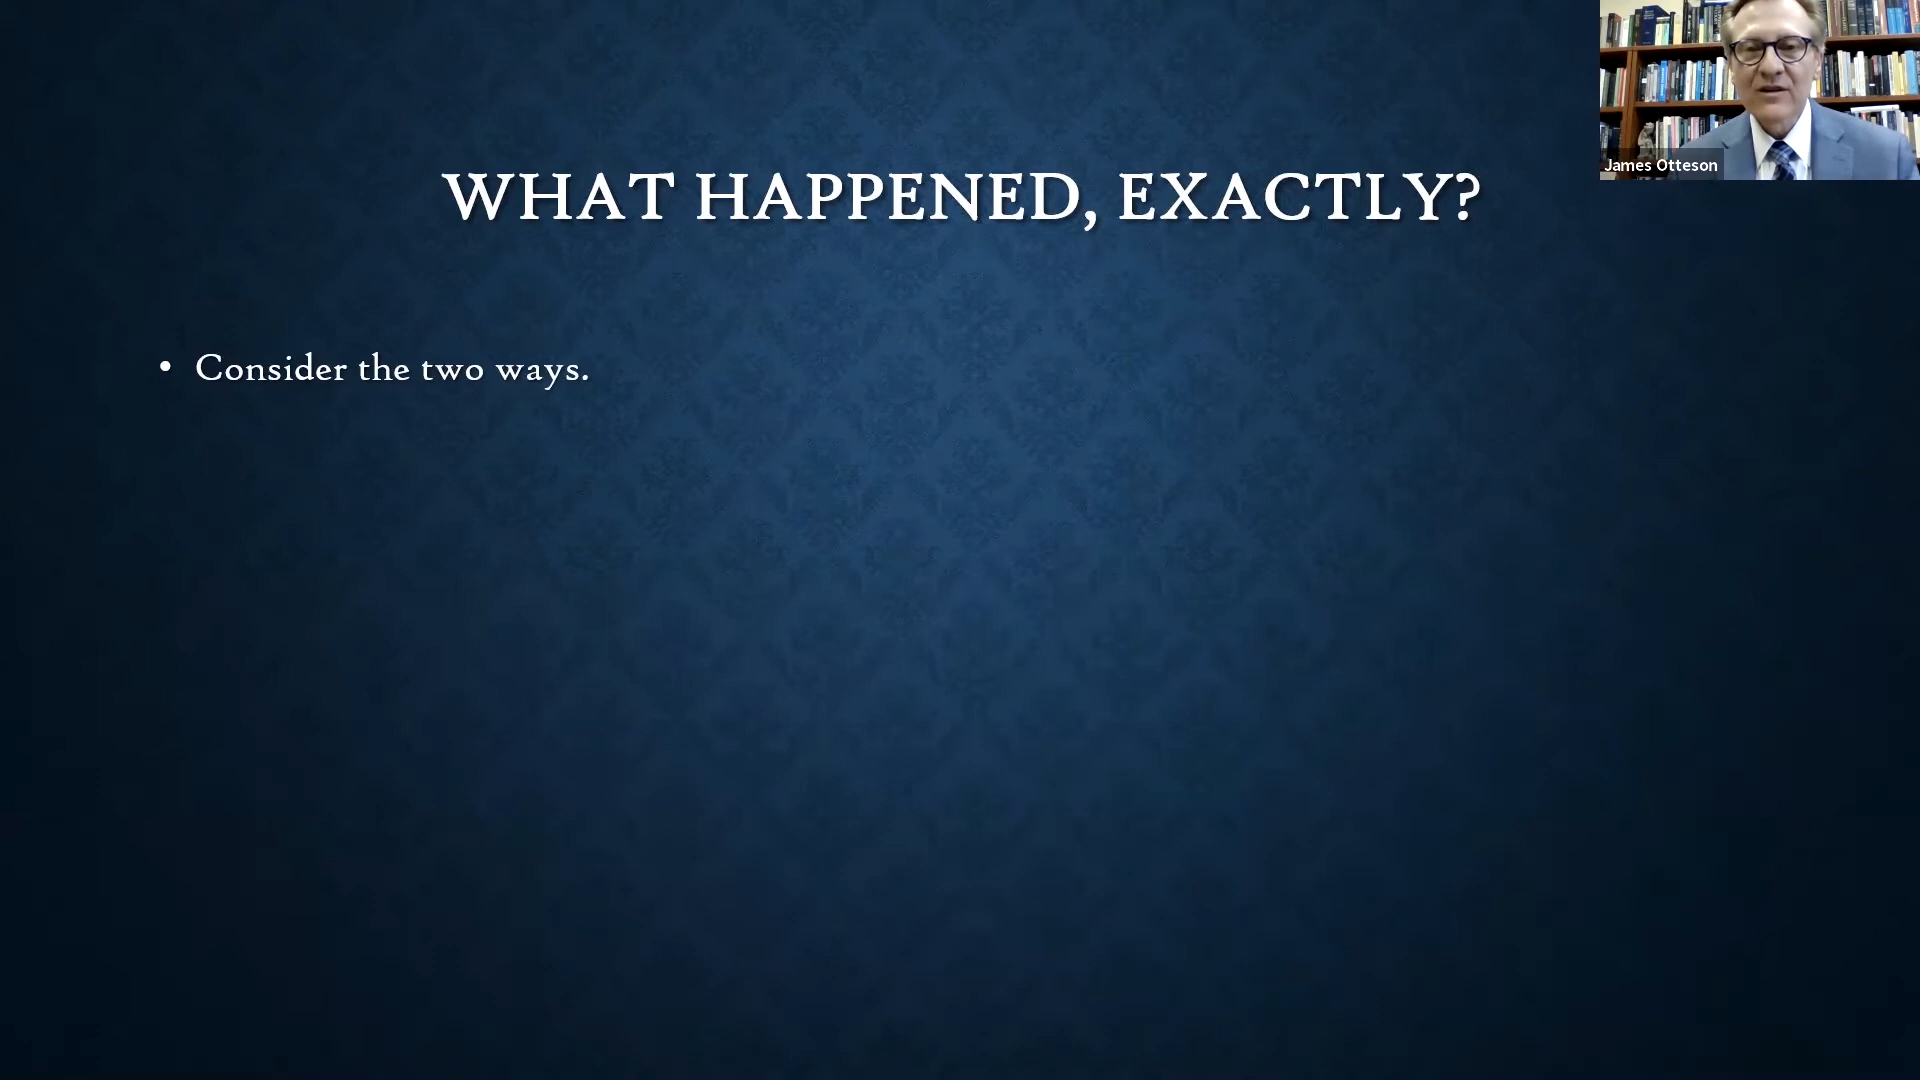 WHAT HAPPENED, EXACTLY?
• Consider the two ways.
James Otteson